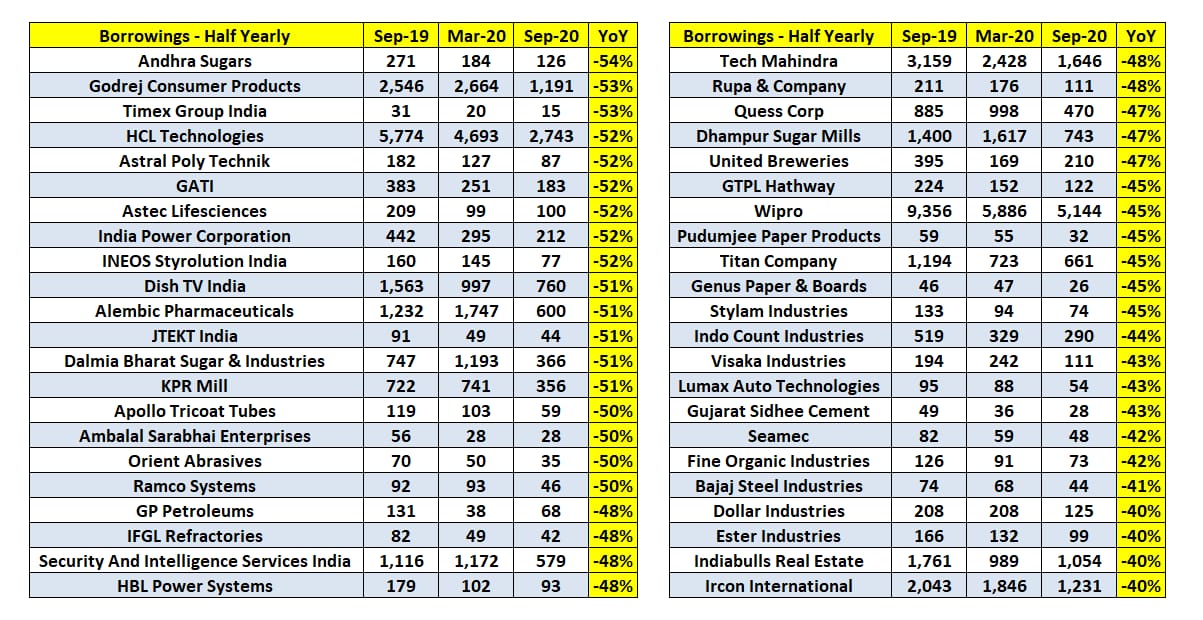 Borrowings - Half Yearly Sep-19 Mar-20 Sep-20 YoY
Andhra Sugars 271 184 126 -54%
Godrej Consumer Products 2,546 2,664 1,191 -53%
Timex Group India 31 20 15 -53%
HCL Technologies 5,774 4,693 2,743 -52%
Astral Poly Technik 182 127 87 -52%
GATI 383 251 183 -52%
Astec Lifesciences 209 99 100 -52%
India Power Corporation 442 295 212 -52%
INEOS Styrolution India 160 145 77 -52%
Dish TV India 1,563 997 760 -51%
Alembic Pharmaceuticals 1,232 1,747 600 -51%
JTEKT India 91 49 44 -51%
Dalmia Bharat Sugar & Industries 747 1,193 366 -51%
KPR Mill 722 741 356 -51%
Apollo Tricoat Tubes 119 103 59 -50%
Ambalal Sarabhai Enterprises 56 28 28 -50%
Orient Abrasives 70 50 35 -50%
Ramco Systems 92 93 46 -50%
GP Petroleums 131 38 68 -48%
IFGL Refractories 82 49 42 -48%
Security And Intelligence Services India 1,116 1,172 579 -48%
HBL Power Systems 179 102 93 -48%
Borrowings - Half Yearly Sep-19 Mar-20 Sep-20 YoY
Tech Mahindra 3,159 2,428 1,646 -48%
Rupa & Company 211 176 111 -48%
Quess Corp 885 998 470 -47%
Dhampur Sugar Mills 1,400 1,617 743 -47%
United Breweries 395 169 210 -47%
GTPL Hathway 224 152 122 -45%
Wipro 9,356 5,886 5,144 -45%
Pudumjee Paper Products 59 55 32 -45%
Titan Company 1,194 723 661 -45%
Genus Paper & Boards 46 47 26 -45%
Stylam Industries 133 94 74 -45%
Indo Count Industries 519 329 290 -44%
Visaka Industries 194 242 111 -43%
Lumax Auto Technologies 95 88 54 -43%
Gujarat Sidhee Cement 49 36 28 -43%
Seamec 82 59 48 -42%
Fine Organic Industries 126 91 73 -42%
Bajaj Steel Industries 74 68 44 -41%
Dollar Industries 208 208 125 -40%
Ester Industries 166 132 99 -40%
Indiabulls Real Estate 1,761 989 1,054 -40%
Ircon International 2,043 1,846 1,231 -40%